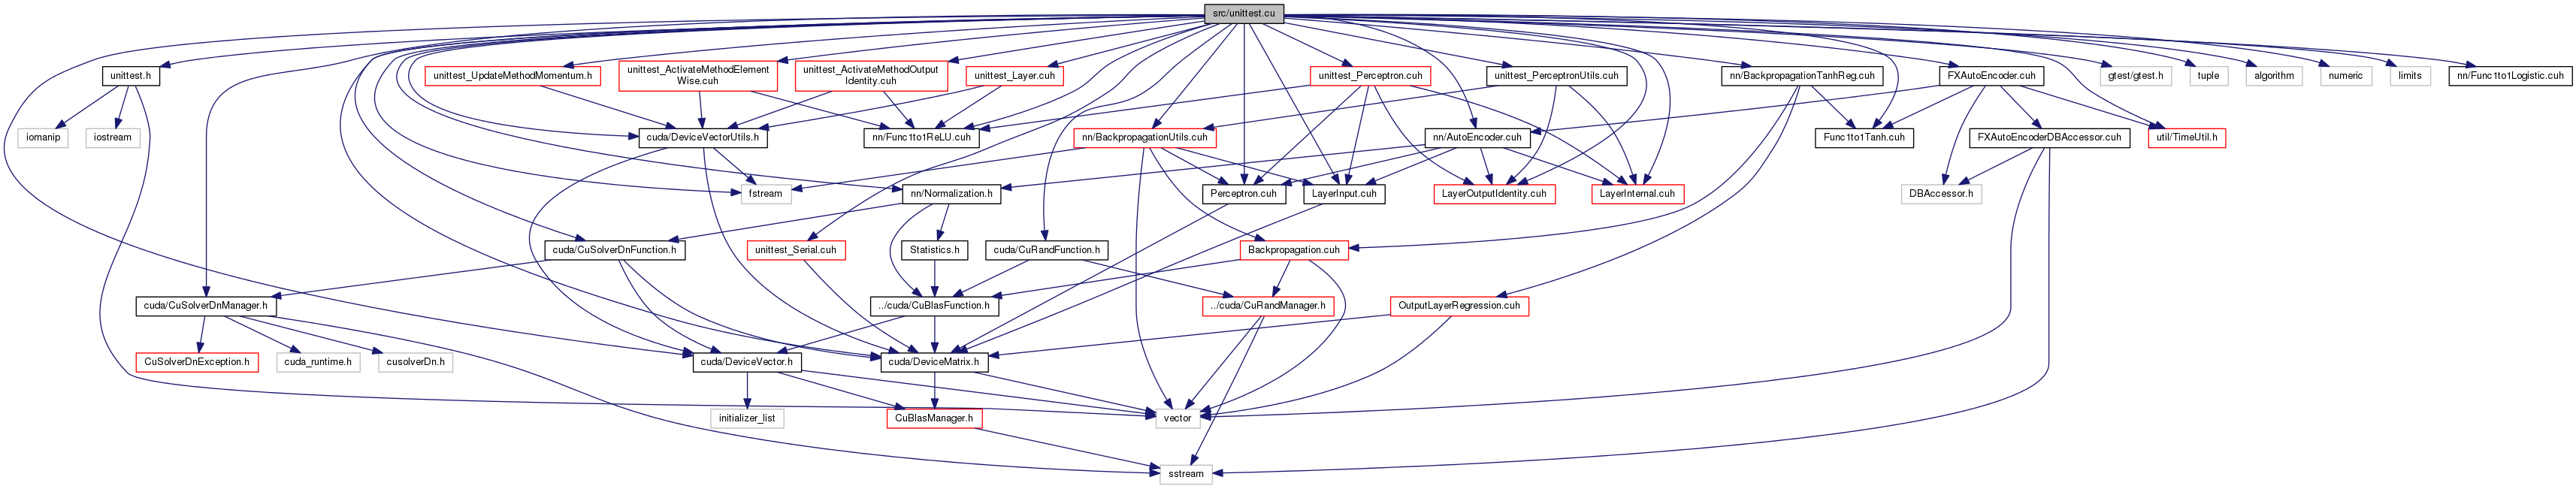 src/unittest.cu
unittest.h
unittest_UpdateMethodMomentum.h
unittest_ActivateMethodElement
Wise.cuh
unittest_ActivateMethodOutput
Identity.cuh
unittest_Layer.cuh
unittest_Perceptron.cuh
unittest_PerceptronUtils.cuh
nn/BackpropagationTanhReg.cuh
FXAutoEncoder.cuh
gtest/gtest.h
tuple
algorithm
numeric
limits
nn/Func1to1Logistic.cuh
iomanip
iostream
cuda/DeviceVectorUtils.h
nn/Func1to1ReLU.cuh
nn/BackpropagationUtils.cuh
nn/AutoEncoder.cuh
Func1to1Tanh.cuh
FXAutoEncoderDBAccessor.cuh
util/TimeUtil.h
fstream
nn/Normalization.h
Perceptron.cuh
LayerInput.cuh
LayerOutputIdentity.cuh
LayerInternal.cuh
DBAccessor.h
cuda/CuSolverDnFunction.h
unittest_Serial.cuh
Statistics.h
cuda/CuRandFunction.h
Backpropagation.cuh
cuda/CuSolverDnManager.h
../cuda/CuBlasFunction.h
../cuda/CuRandManager.h
OutputLayerRegression.cuh
CuSolverDnException.h
cuda_runtime.h
cusolverDn.h
cuda/DeviceVector.h
cuda/DeviceMatrix.h
initializer_list
CuBlasManager.h
vector
sstream